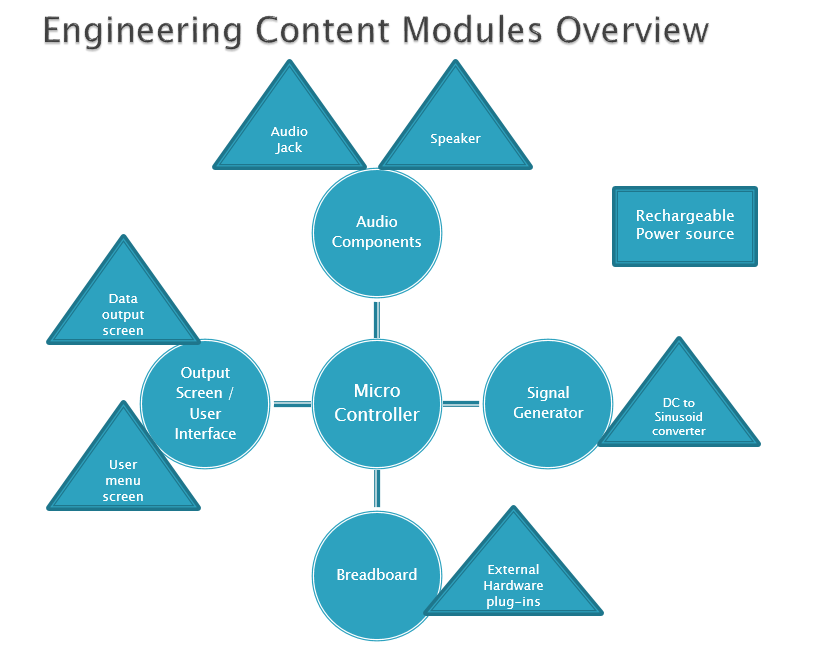 Engineering Content Modules Overview
Audio
Jack
Speaker
Audio
Components
Rechargeable
Power source
Data
output
screen
Output
Screen /
User
Interface
Micro
Controller
Signal
Generator
DC to
Sinusoid
converter
User
menu
screen
Breadboard
External
Hardware
plug-ins